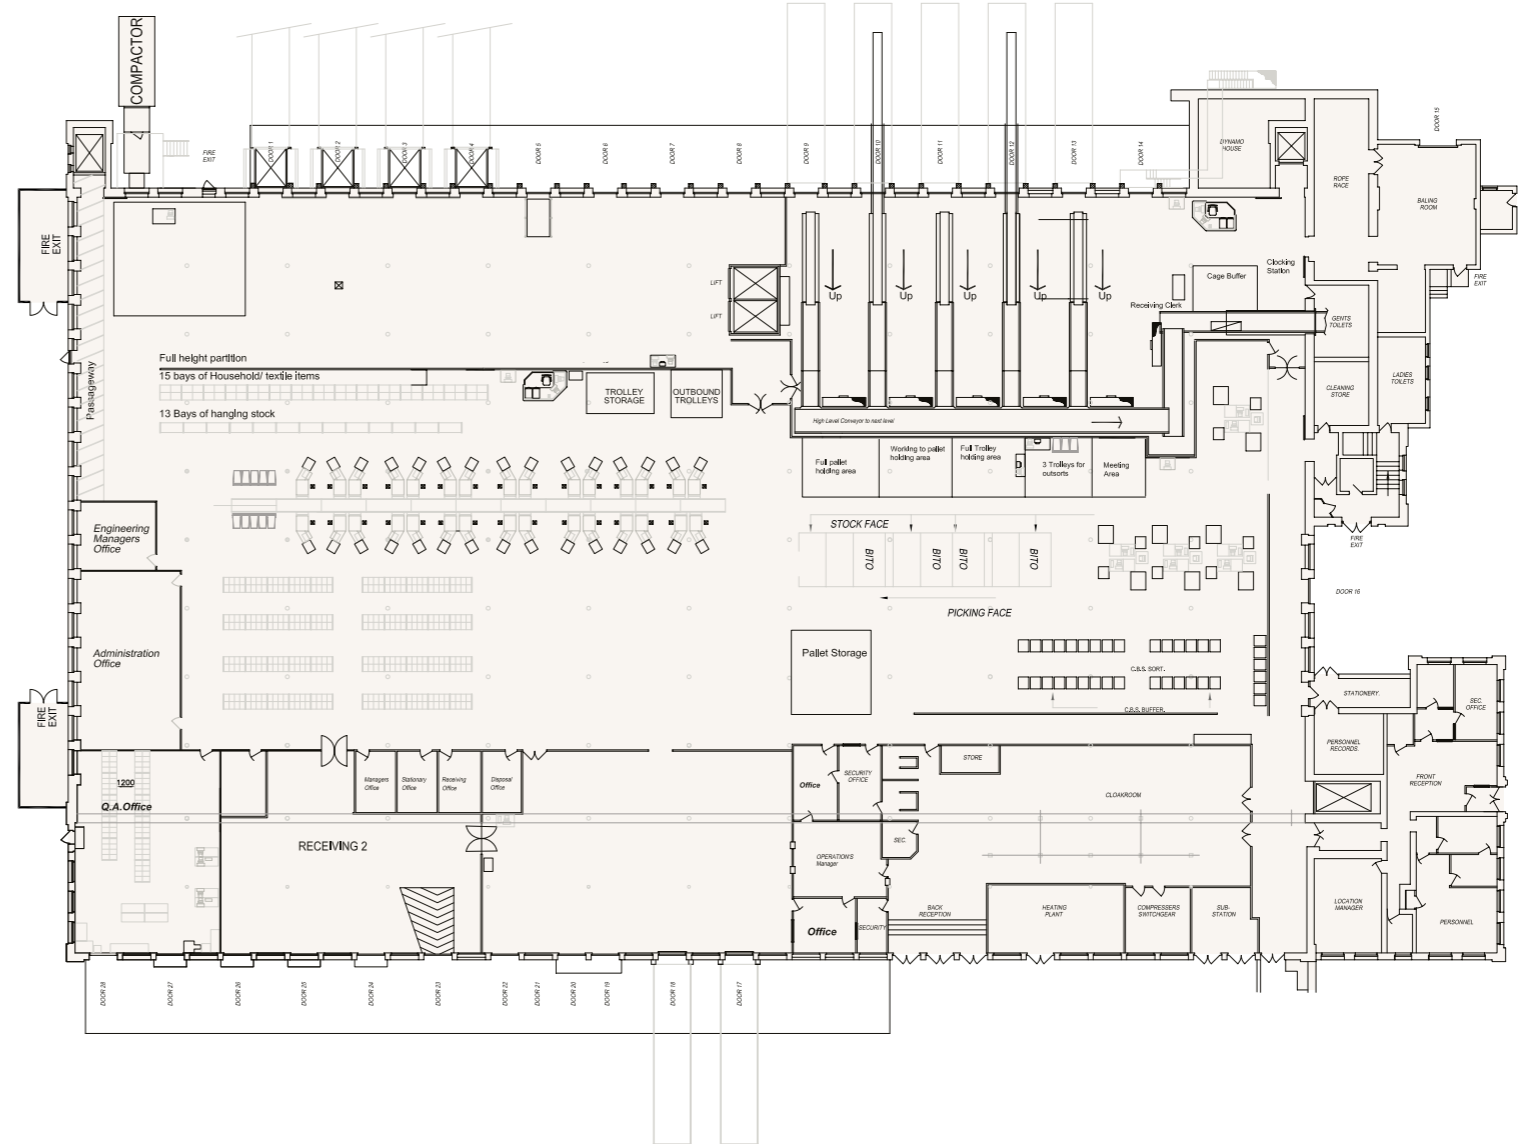 COMPACTOR
FIRE
EXIT
DOOR 1
DOOR 2
DOOR 3
DOOR 4
DOOR 5
DOOR 6
DOOR 7
DOOR 8
DOOR 9
DOOR 10
DOOR 11
DOOR 12
DOOR 13
DOOR 14
DOOR 15
DYNAMO
HOUSE
ROPE
RACE
BALING
ROOM
FIRE
EXIT
FIRE
EXIT
LIFT
LIFT
Up
Up
Up
Up
Up
Receiving Clerk
Cage Buffer
Clocking
Station
GENTS
TOILETS
LADIES
TOILETS
CLEANING
STORE
Passageway
Full height partition
15 bays of Household/ textile items
13 Bays of hanging stock
TROLLEY
STORAGE
OUTBOUND
TROLLEYS
High Level Conveyor to next level
Full pallet
holding area
Working to pallet
holding area
Full Trolley
holding area
3 Trolleys for
outsorts
Meeting
Area
Engineering
Managers
Office
STOCK FACE
BITO
BITO
BITO
BITO
PICKING FACE
FIRE
EXIT
DOOR 16
Administration
Office
Pallet Storage
C.B.S. SORT.
C.B.S. BUFFER.
FIRE
EXIT
STATIONERY.
SEC.
OFFICE
PERSONNEL
RECORDS.
FRONT
RECEPTION
1200
Q.A.Office
Managers
Office
Stationary
Office
Receiving
Office
Disposal
Office
RECEIVING 2
Office
SECURITY
OFFICE
STORE
CLOAKROOM
SEC.
OPERATION'S
Manager
Office
SECURITY
BACK
RECEPTION
HEATING
PLANT
COMPRESSERS
SWITCHGEAR
SUB-
STATION
LOCATION
MANAGER
PERSONNEL
DOOR 28
DOOR 27
DOOR 26
DOOR 25
DOOR 24
DOOR 23
DOOR 22
DOOR 21
DOOR 20
DOOR 19
DOOR 18
DOOR 17